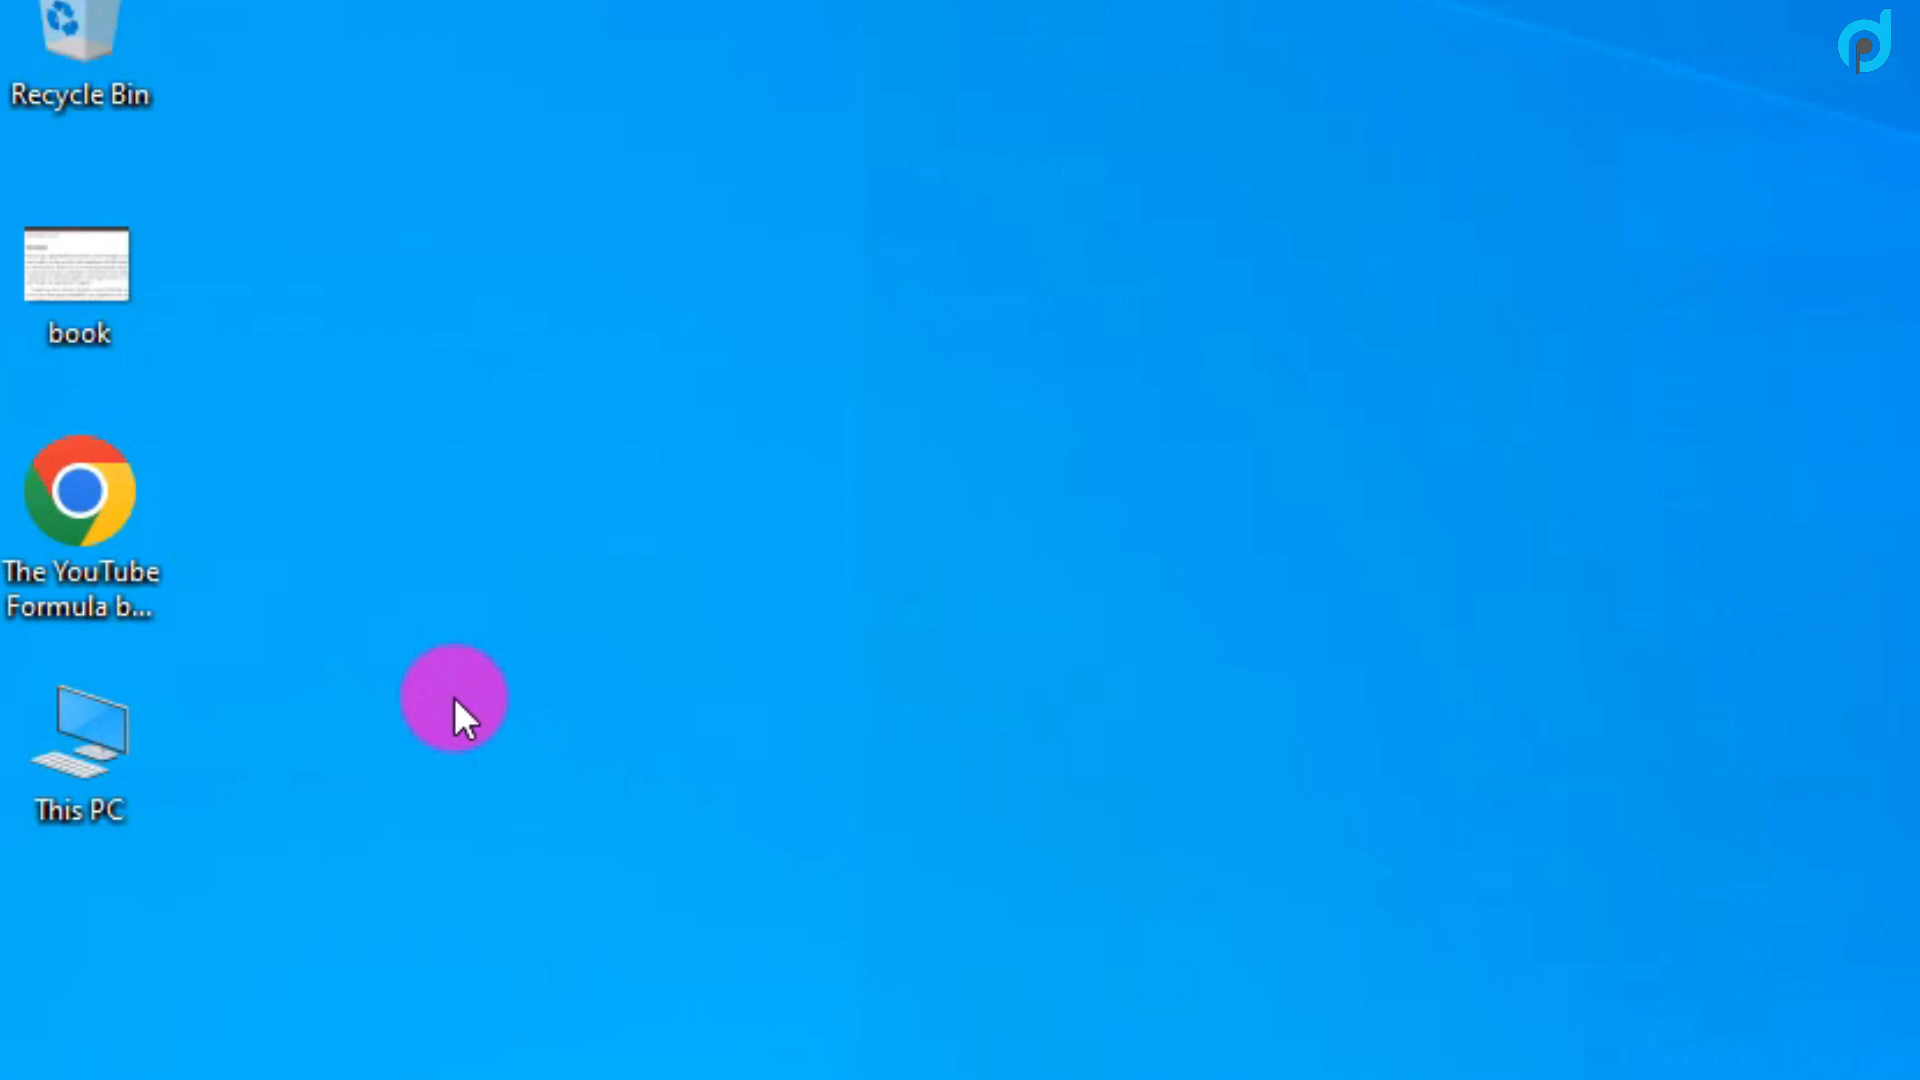 Recycle Bin
book
The YouTube
Formula b...
This PC